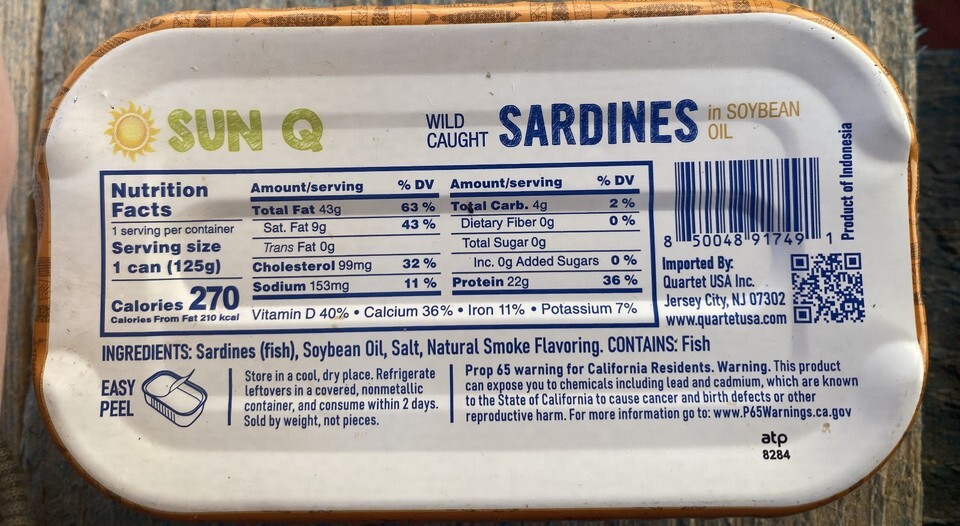 SUN Q
WILD CAUGHT SARDINES in SOYBEAN OIL
Nutrition
Facts
1 serving per container
Serving size
1 can (125g)
Calories 270
Calories From Fat 210 kcal
Amount/serving % DV
Total Fat 43g 63 %
Sat. Fat 9g 43 %
Trans Fat 0g
Cholesterol 99mg 32 %
Sodium 153mg 11 %
Amount/serving % DV
Total Carb. 4g 2 %
Dietary Fiber 0g 0 %
Total Sugar 0g
Inc. 0g Added Sugars 0 %
Protein 22g 36 %
Vitamin D 40% • Calcium 36% • Iron 11% • Potassium 7%
8 50048 91749 1
Product of Indonesia
Imported By:
Quartet USA Inc.
Jersey City, NJ 07302
www.quartetusa.com
INGREDIENTS: Sardines (fish), Soybean Oil, Salt, Natural Smoke Flavoring. CONTAINS: Fish
EASY
PEEL
Store in a cool, dry place. Refrigerate
leftovers in a covered, nonmetallic
container, and consume within 2 days.
Sold by weight, not pieces.
Prop 65 warning for California Residents. Warning. This product
can expose you to chemicals including lead and cadmium, which are known
to the State of California to cause cancer and birth defects or other
reproductive harm. For more information go to: www.P65Warnings.ca.gov
atp
8284